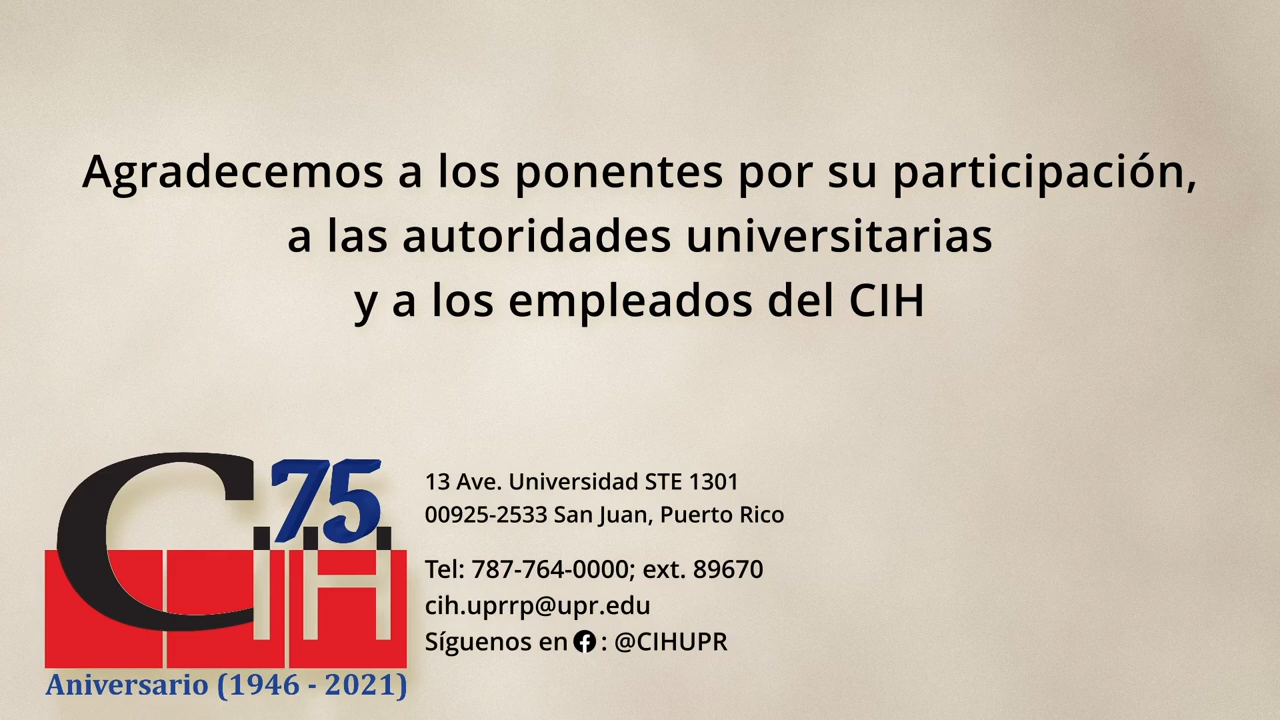 Agradecemos a los ponentes por su participación,
a las autoridades universitarias
y a los empleados del CIH
CIH 75
Aniversario (1946 - 2021)
13 Ave. Universidad STE 1301
00925-2533 San Juan, Puerto Rico
Tel: 787-764-0000; ext. 89670
cih.uprrp@upr.edu
Síguenos en : @CIHUPR